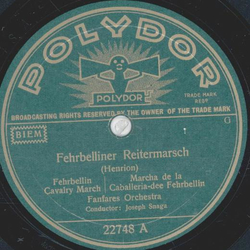 POLYDOR
POLYDOR
TRADE MARK
REGD
BROADCASTING RIGHTS RESERVED BY THE OWNER OF THE TRADE MARK
BIEM
G
Fehrbelliner Reitermarsch
(Henrion)
Fehrbellin Marcha de la
Cavalry March Caballeria-dee Fehrbellin
Fanfares Orchestra
Conductor: Joseph Snaga
22748 A